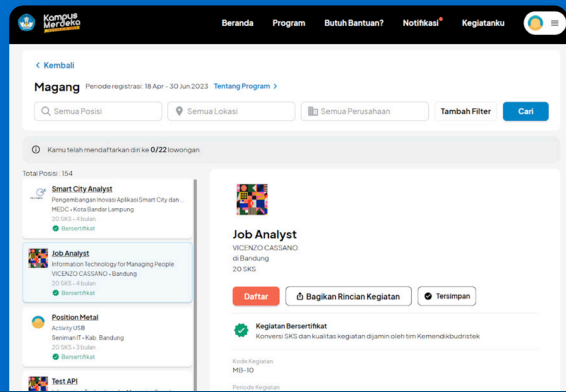 Kampus
Merdeka
Beranda
Program
Butuh Bantuan?
Notifikasi
Kegiatanku
< Kembali
Magang Periode registrasi: 18 Apr - 30 Jun 2023 Tentang Program >
Semua Posisi
Semua Lokasi
Semua Perusahaan
Tambah Filter
Cari
Kamu telah mendaftarkan diri ke 0/22 lowongan
Total Posisi : 154
Smart City Analyst
Pengembangan Inovasi Aplikasi Smart City dan ...
MEDC • Kota Bandar Lampung
20 SKS • 4 bulan
Bersertifikat
Job Analyst
Information Technology for Managing People
VICENZO CASSANO • Bandung
20 SKS • 4 bulan
Bersertifikat
Position Metal
Activity USB
Seniman IT • Kab. Bandung
20 SKS • 3 bulan
Bersertifikat
Test API
Job Analyst
VICENZO CASSANO
di Bandung
20 SKS
Daftar
Bagikan Rincian Kegiatan
Tersimpan
Kegiatan Bersertifikat
Konversi SKS dan kualitas kegiatan dijamin oleh tim Kemendikbudristek
Kode Kegiatan
MB-10
Periode Kegiatan